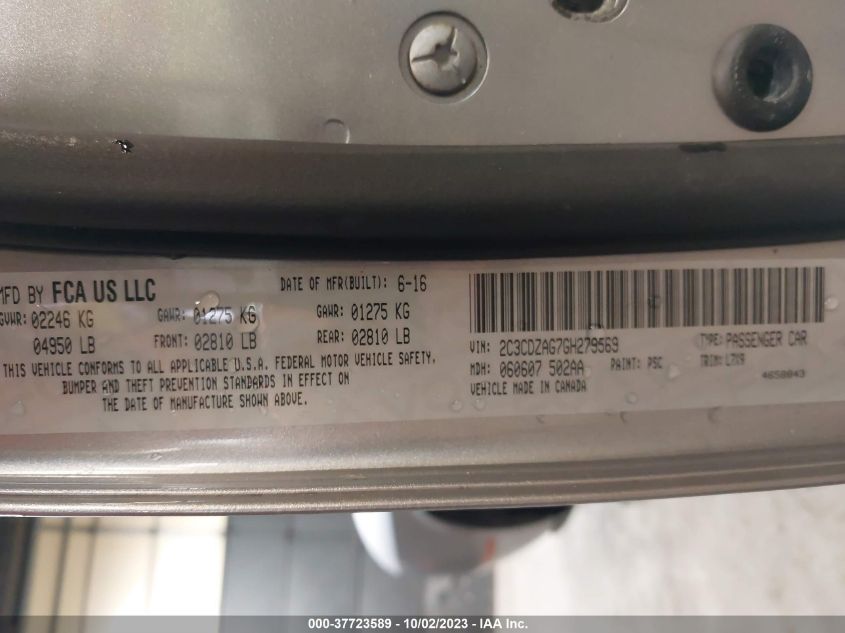 MFD BY FCA US LLC
DATE OF MFR(BUILT): 6-16
GVWR: 02246 KG
GAWR: 01275 KG
GAWR: 01275 KG
04950 LB
FRONT: 02810 LB
REAR: 02810 LB
THIS VEHICLE CONFORMS TO ALL APPLICABLE U.S.A. FEDERAL MOTOR VEHICLE SAFETY,
BUMPER AND THEFT PREVENTION STANDARDS IN EFFECT ON
THE DATE OF MANUFACTURE SHOWN ABOVE.
VIN: 2C3CDZAG7GH279569
TYPE: PASSENGER CAR
MDH: 060607 502AA
PAINT: PSC
TRIM: L7X9
VEHICLE MADE IN CANADA
4658043
000-37723589 - 10/02/2023 - IAA Inc.